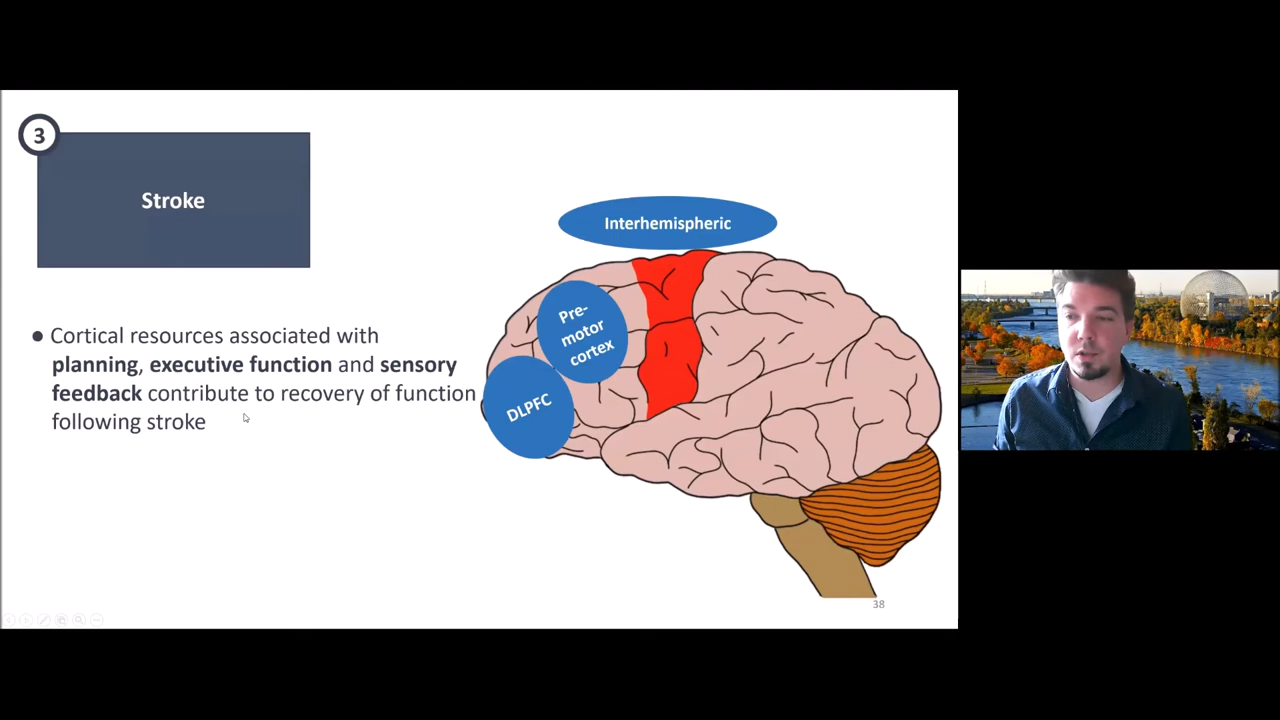 3
Stroke
Interhemispheric
● Cortical resources associated with
planning, executive function and sensory
feedback contribute to recovery of function
following stroke
Pre-
motor
cortex
DLPFC
38